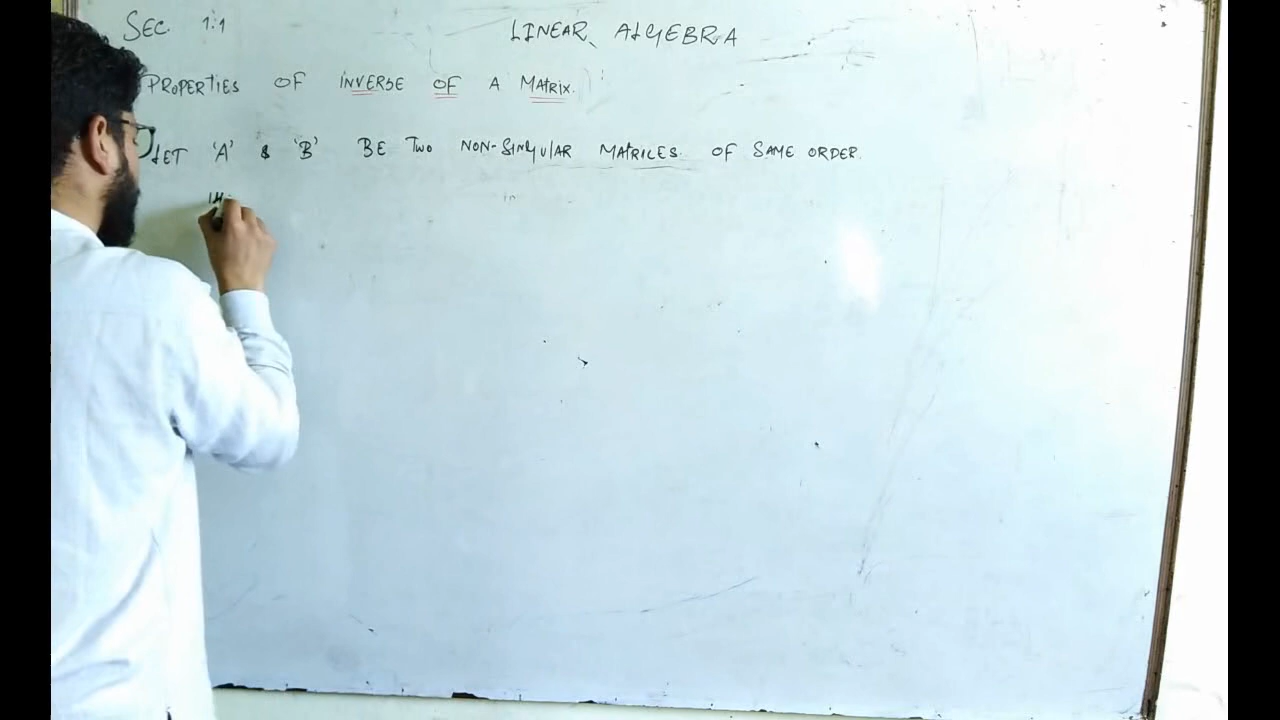 SEC. 1.1
LINEAR ALGEBRA
PROPERTIES OF INVERSE OF A MATRIX.
LET 'A' & 'B' BE TWO NON-SINGULAR MATRICES OF SAME ORDER.